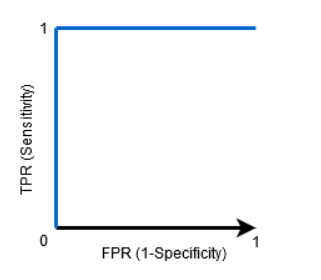 1
TPR (Sensitivity)
0
1
FPR (1-Specificity)